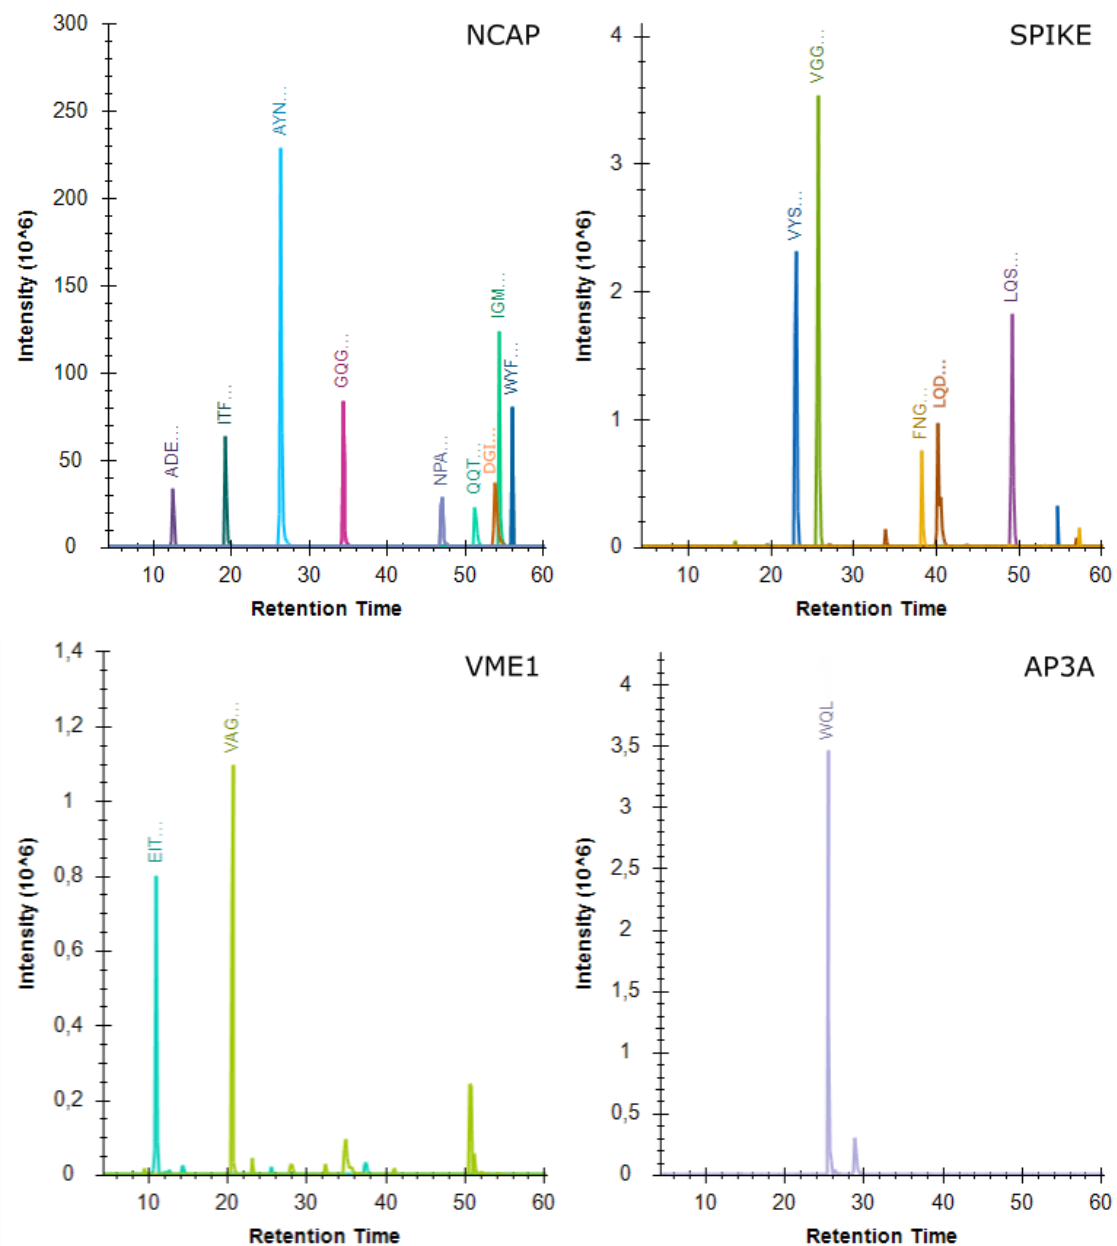 NCAP
300
250
200
150
100
50
0
Intensity (10^6)
ADE...
ITF...
AYN...
GQG...
NPA...
QQT...
DGI...
IGM...
WYF...
10 20 30 40 50 60
Retention Time
SPIKE
4
3
2
1
0
Intensity (10^6)
VYS...
VGG...
FNG...
LQD...
LQS...
10 20 30 40 50 60
Retention Time
VME1
1,4
1,2
1
0,8
0,6
0,4
0,2
0
Intensity (10^6)
EIT...
VAG...
10 20 30 40 50 60
Retention Time
AP3A
4
3,5
3
2,5
2
1,5
1
0,5
0
Intensity (10^6)
WQL
10 20 30 40 50 60
Retention Time